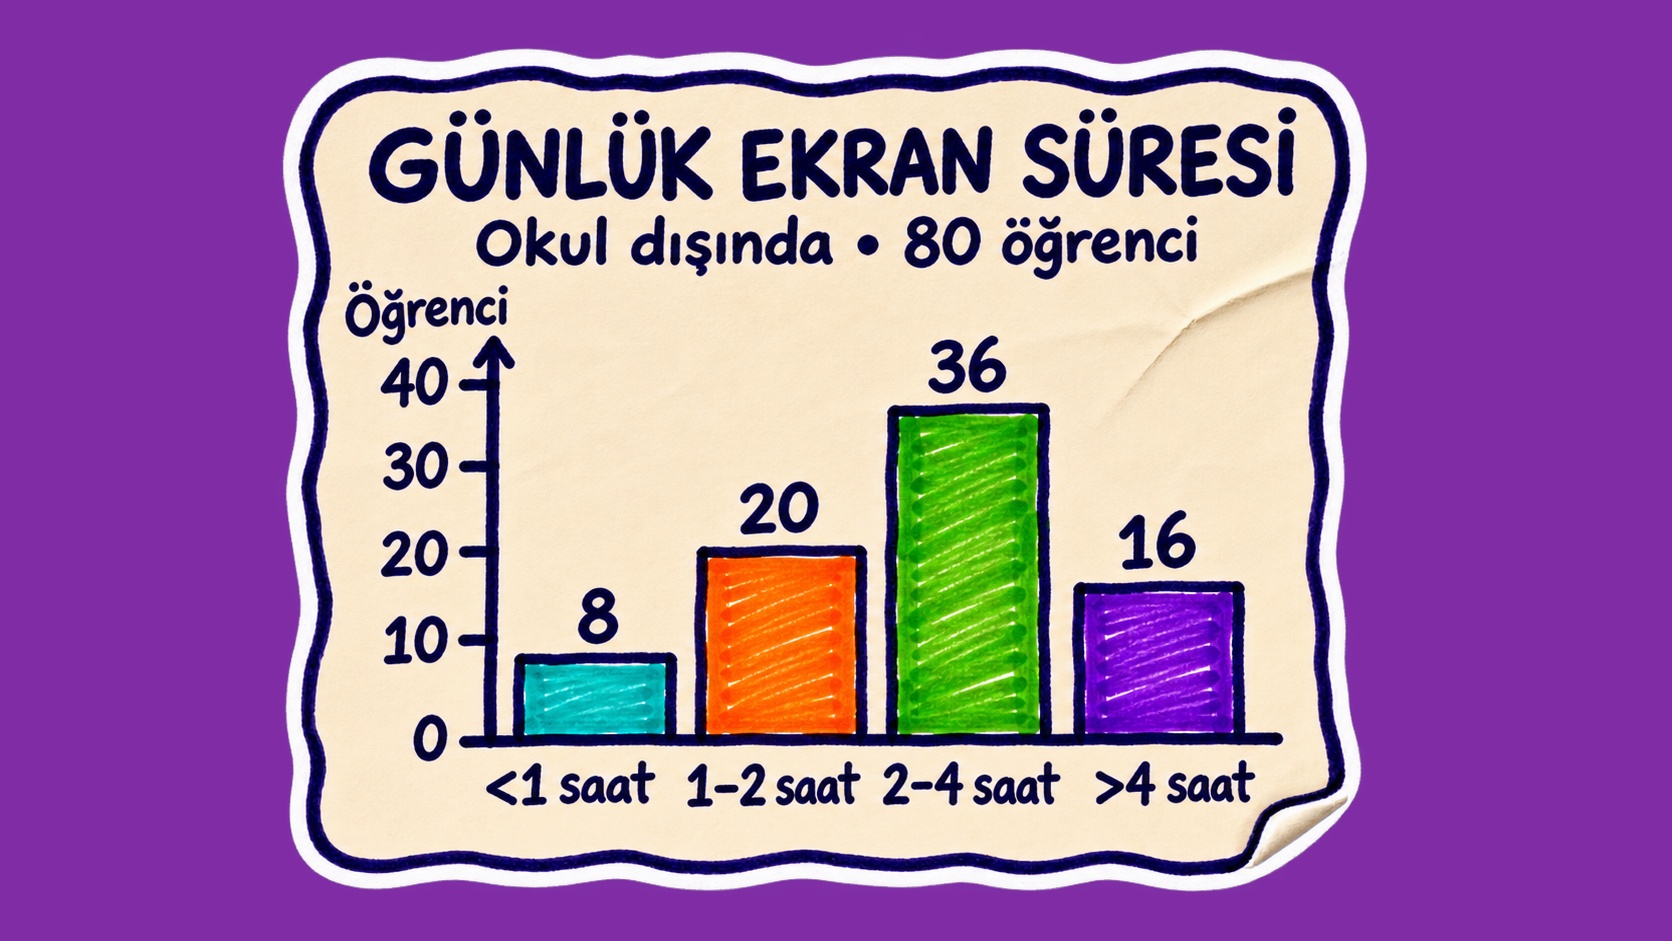 GÜNLÜK EKRAN SÜRESİ
Okul dışında • 80 öğrenci
Öğrenci
40
30
20
10
0
8
20
36
16
<1 saat
1-2 saat
2-4 saat
>4 saat